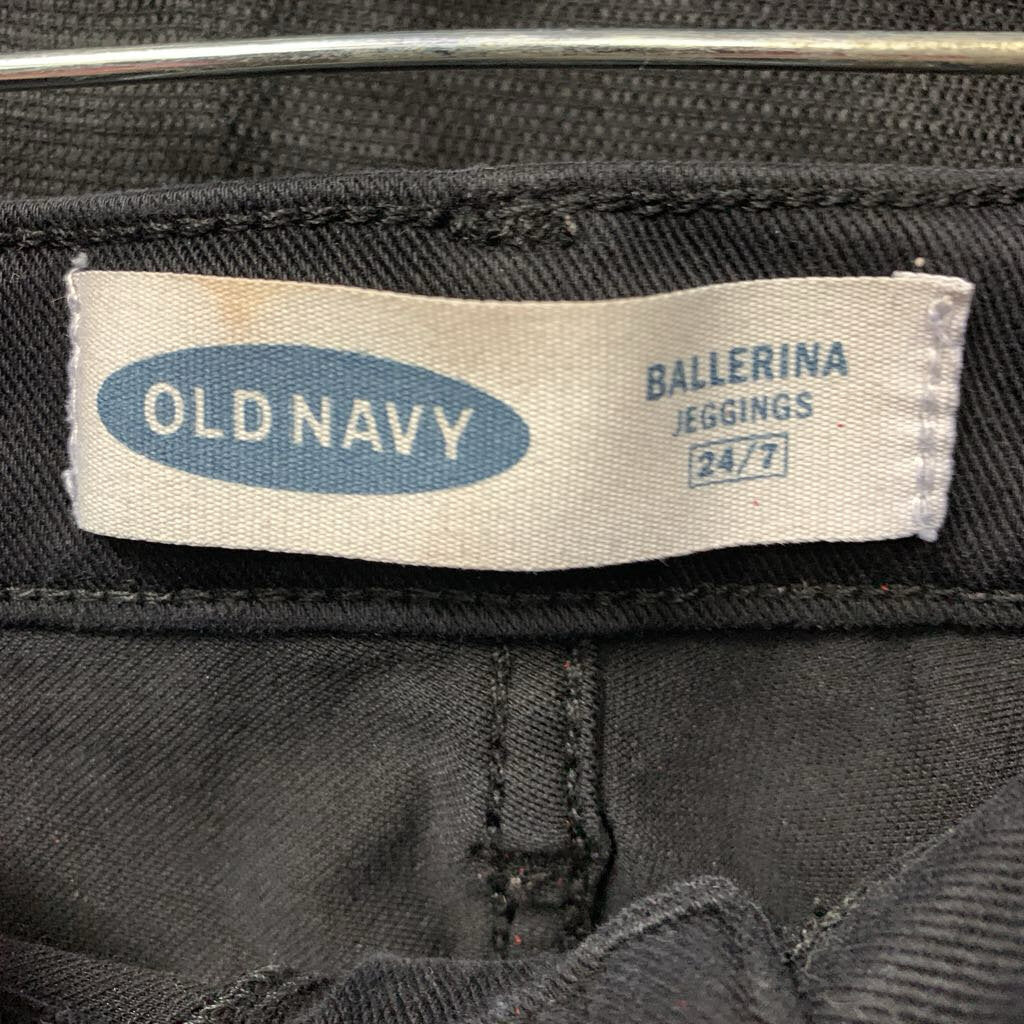 OLD NAVY
BALLERINA
JEGGINGS
24/7